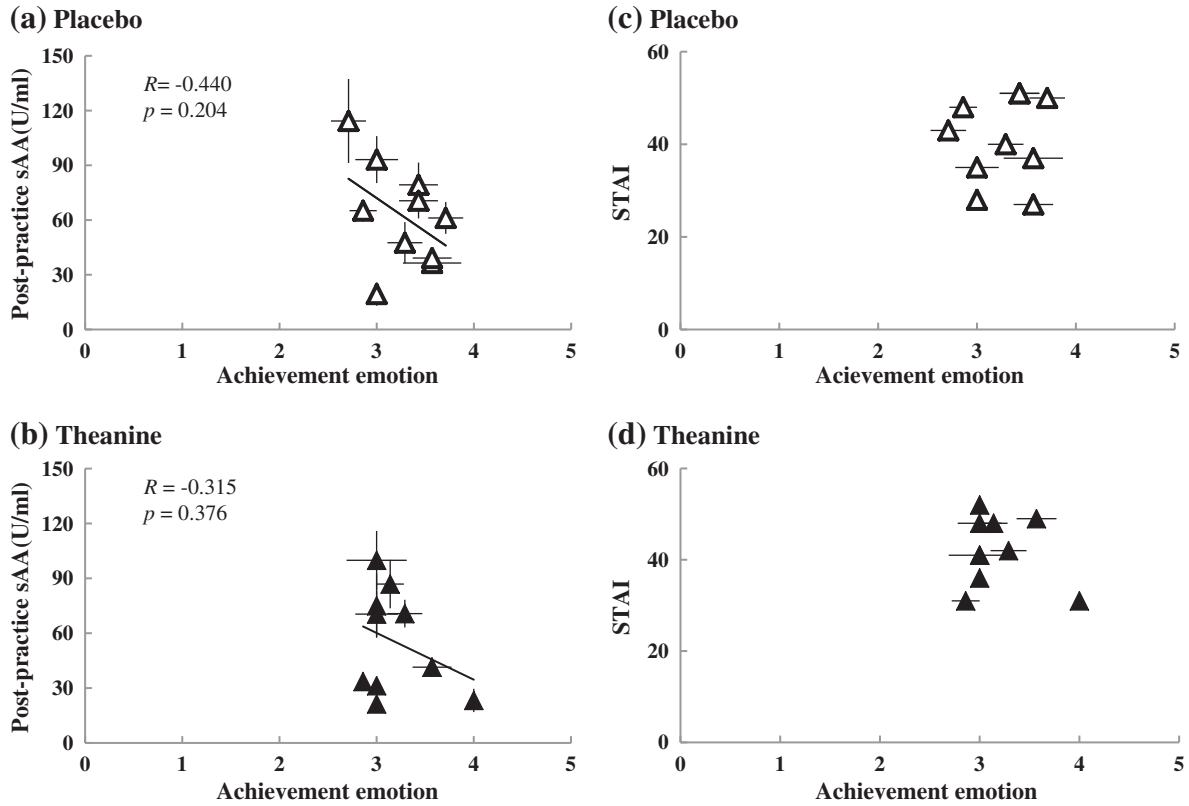 (a) Placebo
150
120
90
60
30
0
Post-practice sAA(U/ml)
R= -0.440
p = 0.204
0 1 2 3 4 5
Achievement emotion
(c) Placebo
60
40
20
0
STAI
0 1 2 3 4 5
Acievement emotion
(b) Theanine
150
120
90
60
30
0
Post-practice sAA(U/ml)
R = -0.315
p = 0.376
0 1 2 3 4 5
Achievement emotion
(d) Theanine
60
40
20
0
STAI
0 1 2 3 4 5
Achievement emotion